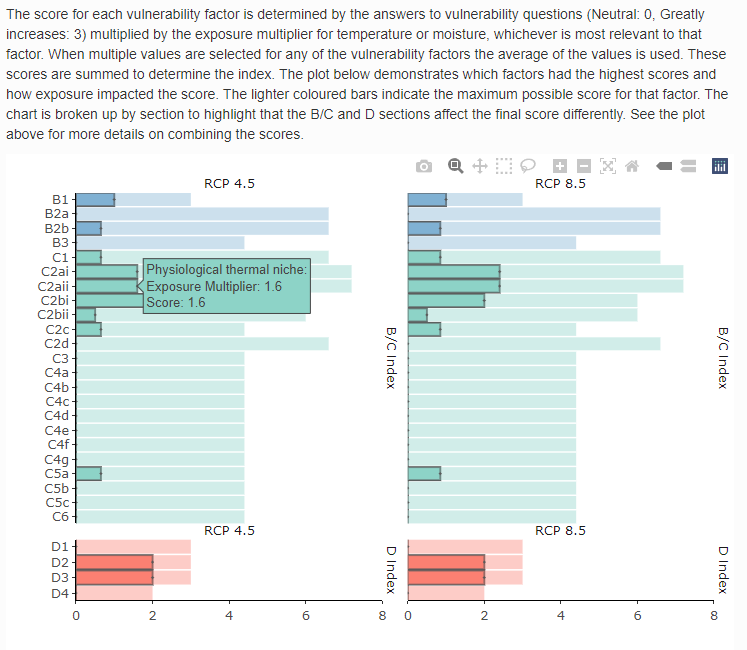 The score for each vulnerability factor is determined by the answers to vulnerability questions (Neutral: 0, Greatly
increases: 3) multiplied by the exposure multiplier for temperature or moisture, whichever is most relevant to that
factor. When multiple values are selected for any of the vulnerability factors the average of the values is used. These
scores are summed to determine the index. The plot below demonstrates which factors had the highest scores and
how exposure impacted the score. The lighter coloured bars indicate the maximum possible score for that factor. The
chart is broken up by section to highlight that the B/C and D sections affect the final score differently. See the plot
above for more details on combining the scores.
RCP 4.5
RCP 8.5
B1
B2a
B2b
B3
C1
C2ai
C2aii
C2bi
C2bii
C2c
C2d
C3
C4a
C4b
C4c
C4d
C4e
C4f
C4g
C5a
C5b
C5c
C6
Physiological thermal niche:
Exposure Multiplier: 1.6
Score: 1.6
B/C Index
B/C Index
RCP 4.5
RCP 8.5
D1
D2
D3
D4
D Index
D Index
0 2 4 6 8
0 2 4 6 8